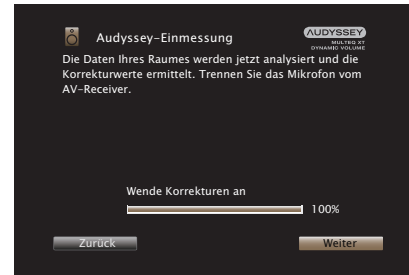 Audyssey-Einmessung
AUDYSSEY
MULTEQ XT
DYNAMIC VOLUME
Die Daten Ihres Raumes werden jetzt analysiert und die
Korrekturwerte ermittelt. Trennen Sie das Mikrofon vom
AV-Receiver.
Wende Korrekturen an
100%
Zurück
Weiter